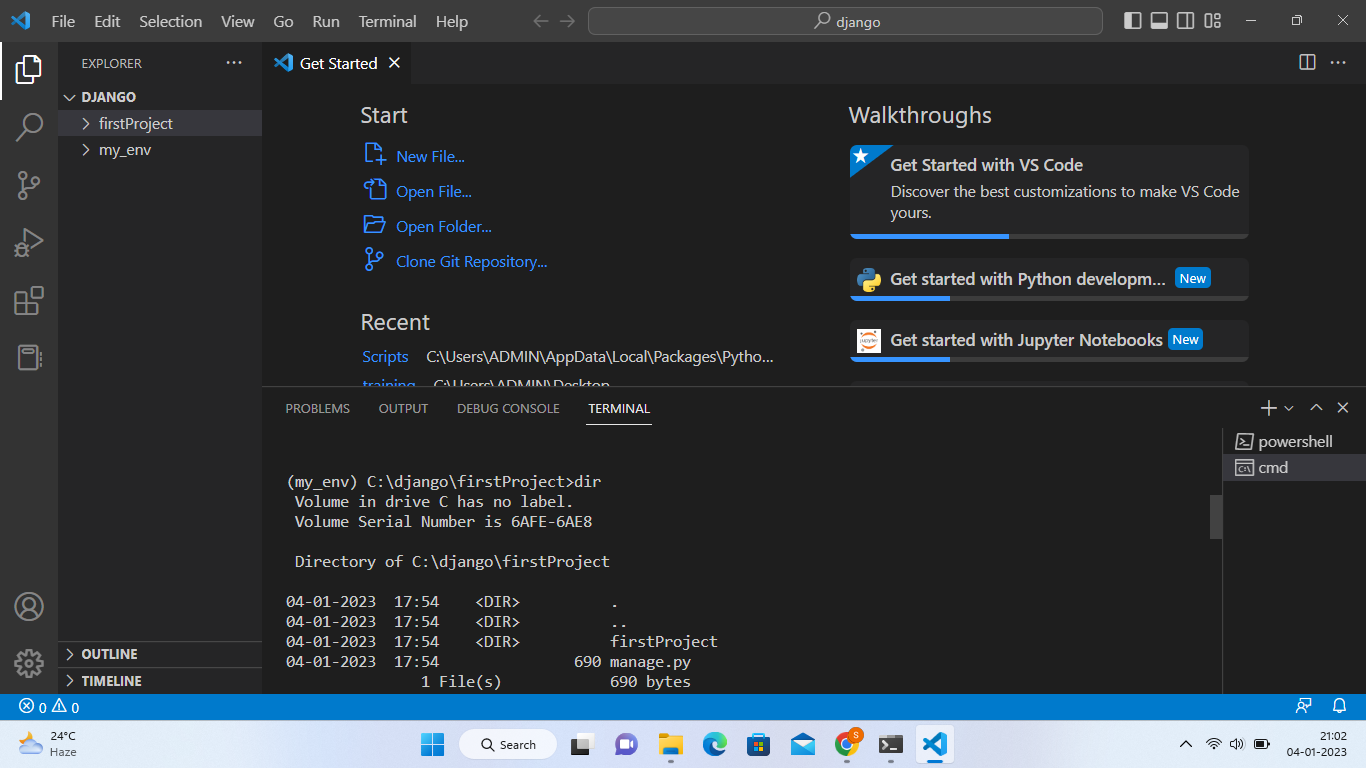 File Edit Selection View Go Run Terminal Help
django
EXPLORER
Get Started
DJANGO
firstProject
my_env
Start
New File...
Open File...
Open Folder...
Clone Git Repository...
Recent
Scripts C:\Users\ADMIN\AppData\Local\Packages\Pytho...
training C:\Users\ADMIN\Desktop
Walkthroughs
Get Started with VS Code
Discover the best customizations to make VS Code
yours.
Get started with Python developm... New
Get started with Jupyter Notebooks New
PROBLEMS OUTPUT DEBUG CONSOLE TERMINAL
(my_env) C:\django\firstProject>dir
Volume in drive C has no label.
Volume Serial Number is 6AFE-6AE8
Directory of C:\django\firstProject
04-01-2023 17:54 <DIR> .
04-01-2023 17:54 <DIR> ..
04-01-2023 17:54 <DIR> firstProject
04-01-2023 17:54 690 manage.py
1 File(s) 690 bytes
powershell
cmd
OUTLINE
TIMELINE
0 0
24°C
Haze
Search
S
21:02
04-01-2023